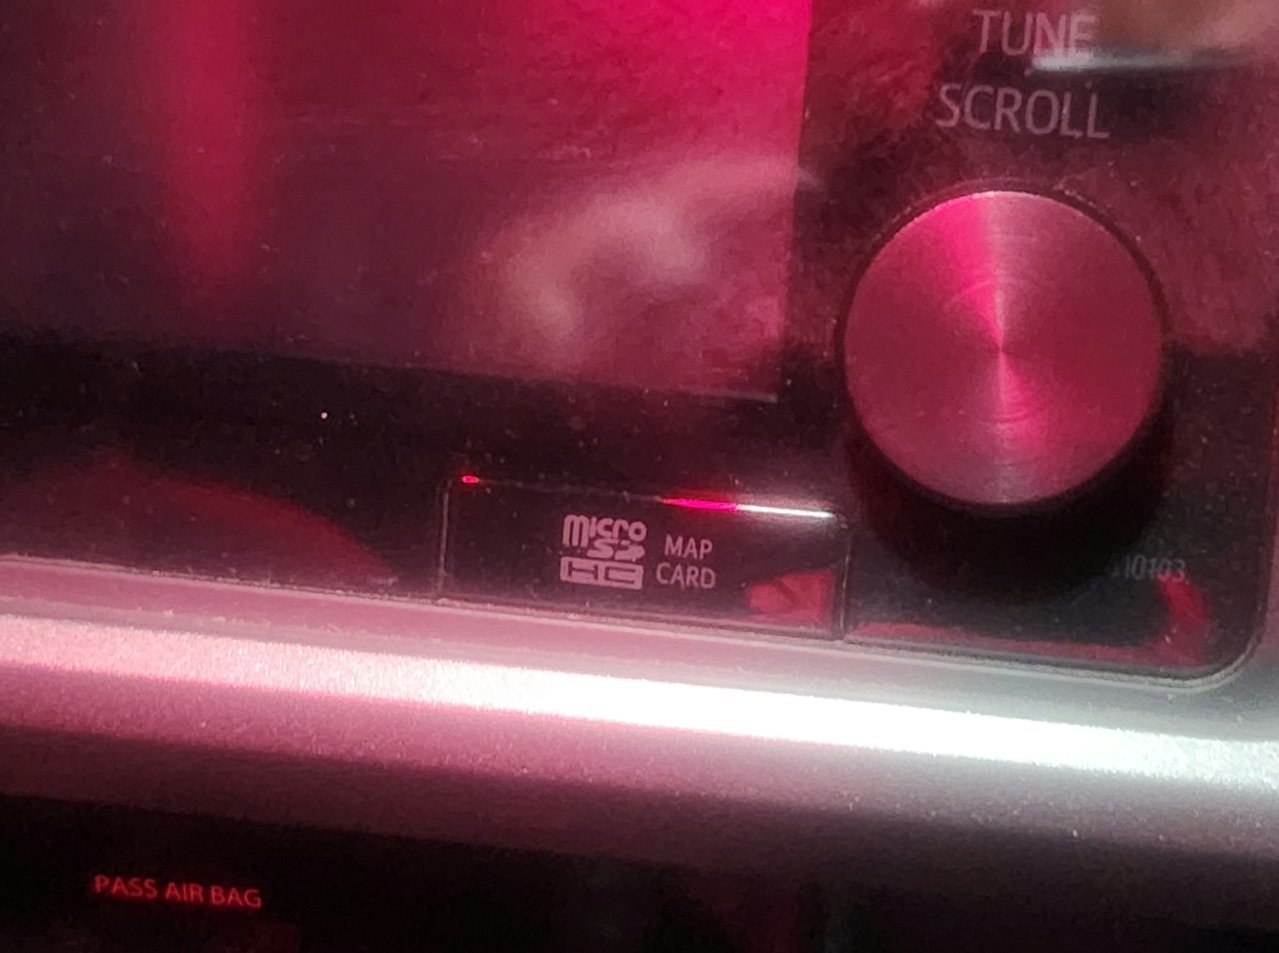 TUNE
SCROLL
micro
SD
HC
MAP
CARD
PASS AIR BAG